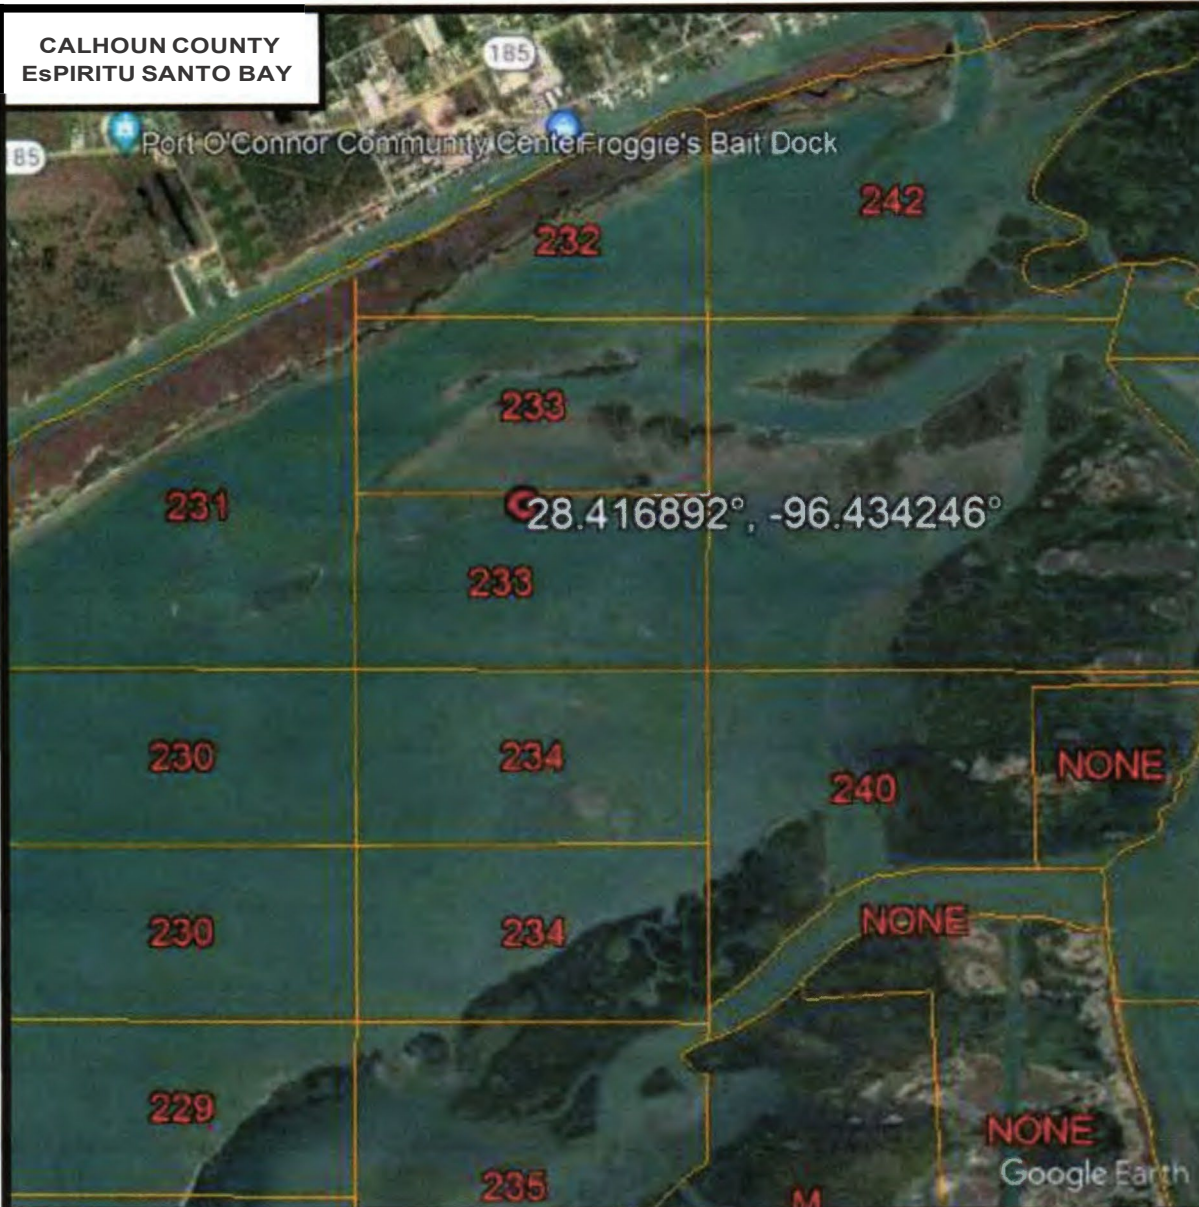 CALHOUN COUNTY
EsPIRITU SANTO BAY
185
85
Port O'Connor Community Center
Froggie's Bait Dock
242
232
233
231
28.416892°, -96.434246°
233
230
234
NONE
240
230
234
NONE
229
NONE
235
M
Google Earth